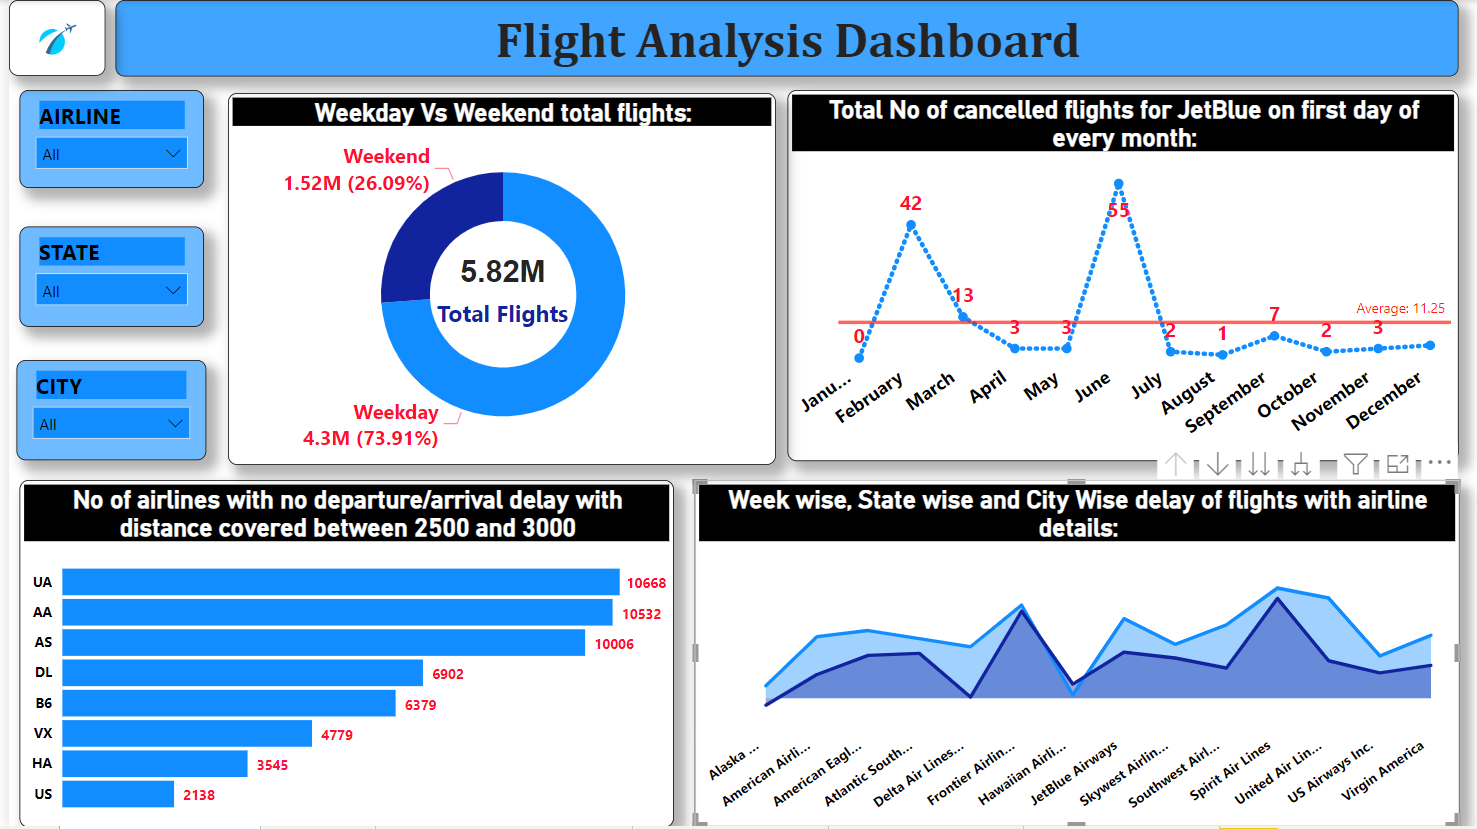 Flight Analysis Dashboard
AIRLINE
All
STATE
All
CITY
All
Weekday Vs Weekend total flights:
Weekend
1.52M (26.09%)
5.82M
Total Flights
Weekday
4.3M (73.91%)
Total No of cancelled flights for JetBlue on first day of
every month:
0
42
13
3
3
55
2
1
7
2
3
Average: 11.25
Janu...
February
March
April
May
June
July
August
September
October
November
December
No of airlines with no departure/arrival delay with
distance covered between 2500 and 3000
UA 10668
AA 10532
AS 10006
DL 6902
B6 6379
VX 4779
HA 3545
US 2138
Week wise, State wise and City Wise delay of flights with airline
details:
Alaska ...
American Airli...
American Eagl...
Atlantic South...
Delta Air Lines...
Frontier Airlin...
Hawaiian Airli...
JetBlue Airways
Skywest Airlin...
Southwest Airl...
Spirit Air Lines
United Air Lin...
US Airways Inc.
Virgin America